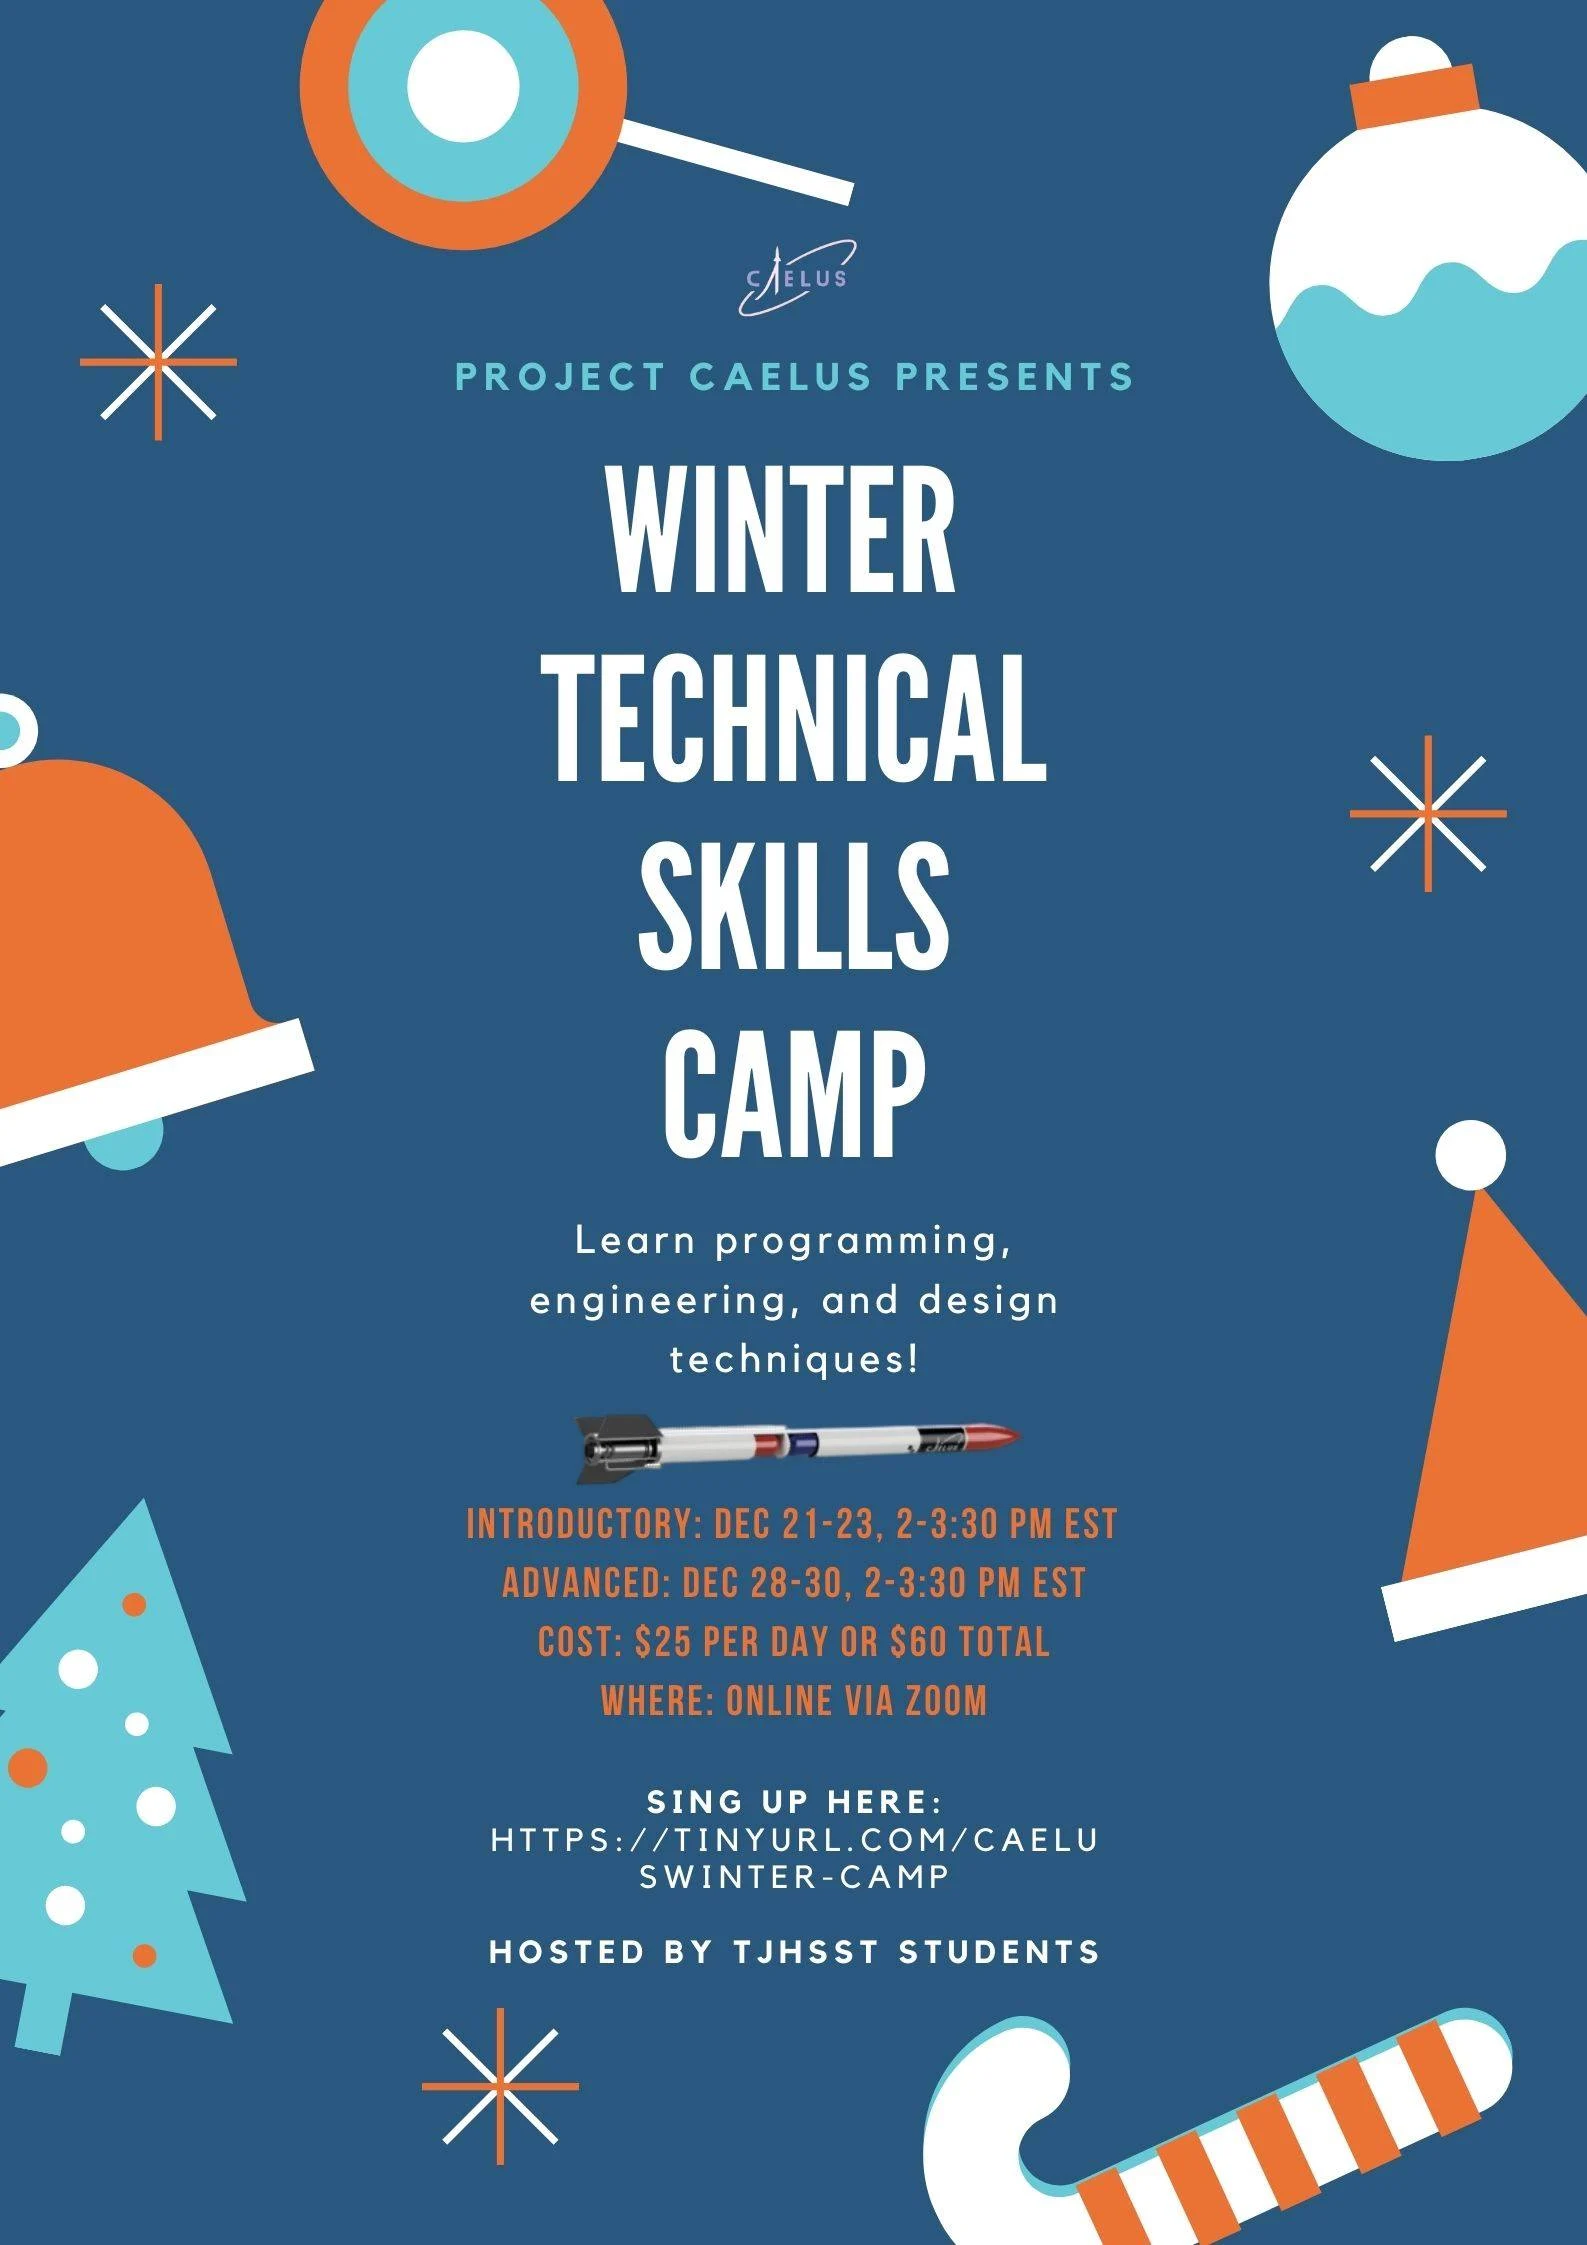 CAELUS
PROJECT CAELUS PRESENTS
WINTER
TECHNICAL
SKILLS
CAMP
Learn programming,
engineering, and design
techniques!
CAELUS
INTRODUCTORY: DEC 21-23, 2-3:30 PM EST
ADVANCED: DEC 28-30, 2-3:30 PM EST
COST: $25 PER DAY OR $60 TOTAL
WHERE: ONLINE VIA ZOOM
SING UP HERE:
HTTPS://TINYURL.COM/CAELU
SWINTER-CAMP
HOSTED BY TJHSST STUDENTS